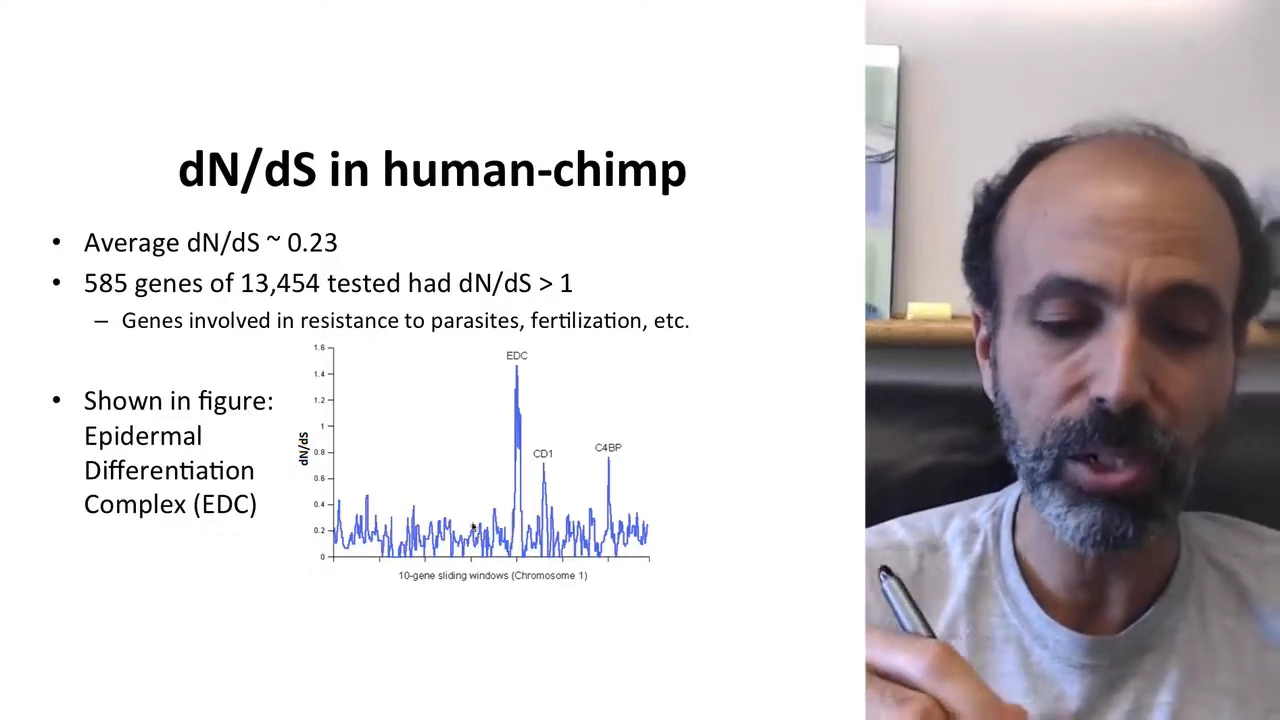 dN/dS in human-chimp
• Average dN/dS ~ 0.23
• 585 genes of 13,454 tested had dN/dS > 1
– Genes involved in resistance to parasites, fertilization, etc.
• Shown in figure:
Epidermal
Differentiation
Complex (EDC)
1.6
1.4
1.2
1
0.8
0.6
0.4
0.2
0
dN/dS
EDC
CD1
C4BP
10-gene sliding windows (Chromosome 1)